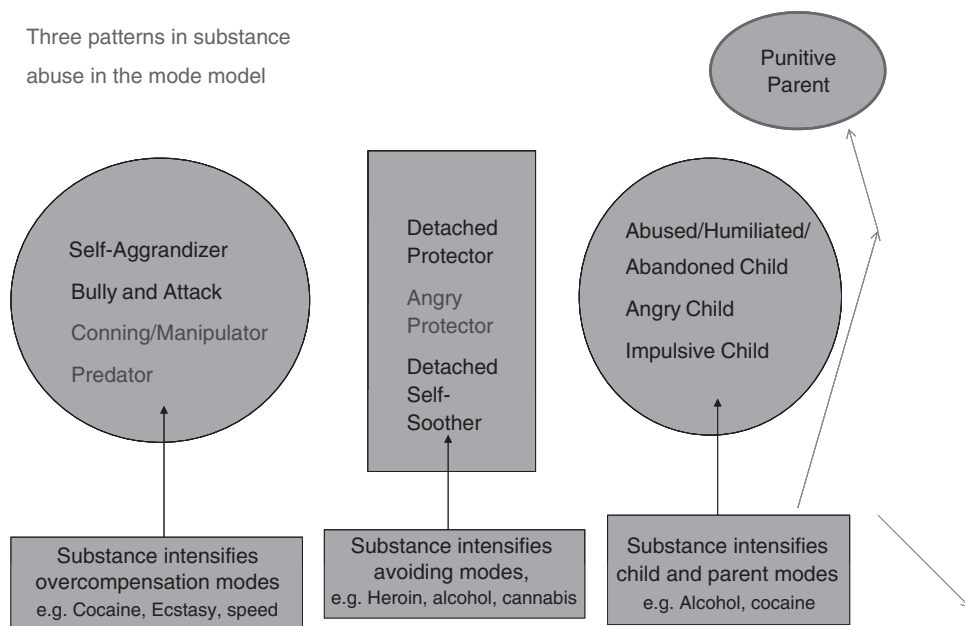 Three patterns in substance
abuse in the mode model
Punitive
Parent
Self-Aggrandizer
Bully and Attack
Conning/Manipulator
Predator
Detached
Protector
Angry
Protector
Detached
Self-
Soother
Abused/Humiliated/
Abandoned Child
Angry Child
Impulsive Child
Substance intensifies
overcompensation modes
e.g. Cocaine, Ecstasy, speed
Substance intensifies
avoiding modes,
e.g. Heroin, alcohol, cannabis
Substance intensifies
child and parent modes
e.g. Alcohol, cocaine